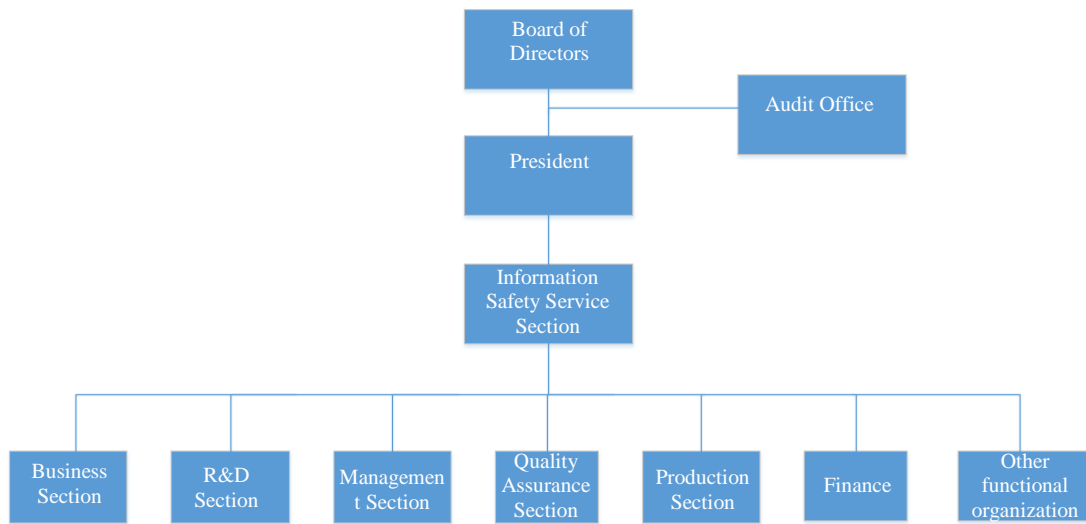 Board of
Directors
Audit Office
President
Information
Safety Service
Section
Business
Section
R&D
Section
Managemen
t Section
Quality
Assurance
Section
Production
Section
Finance
Other
functional
organization